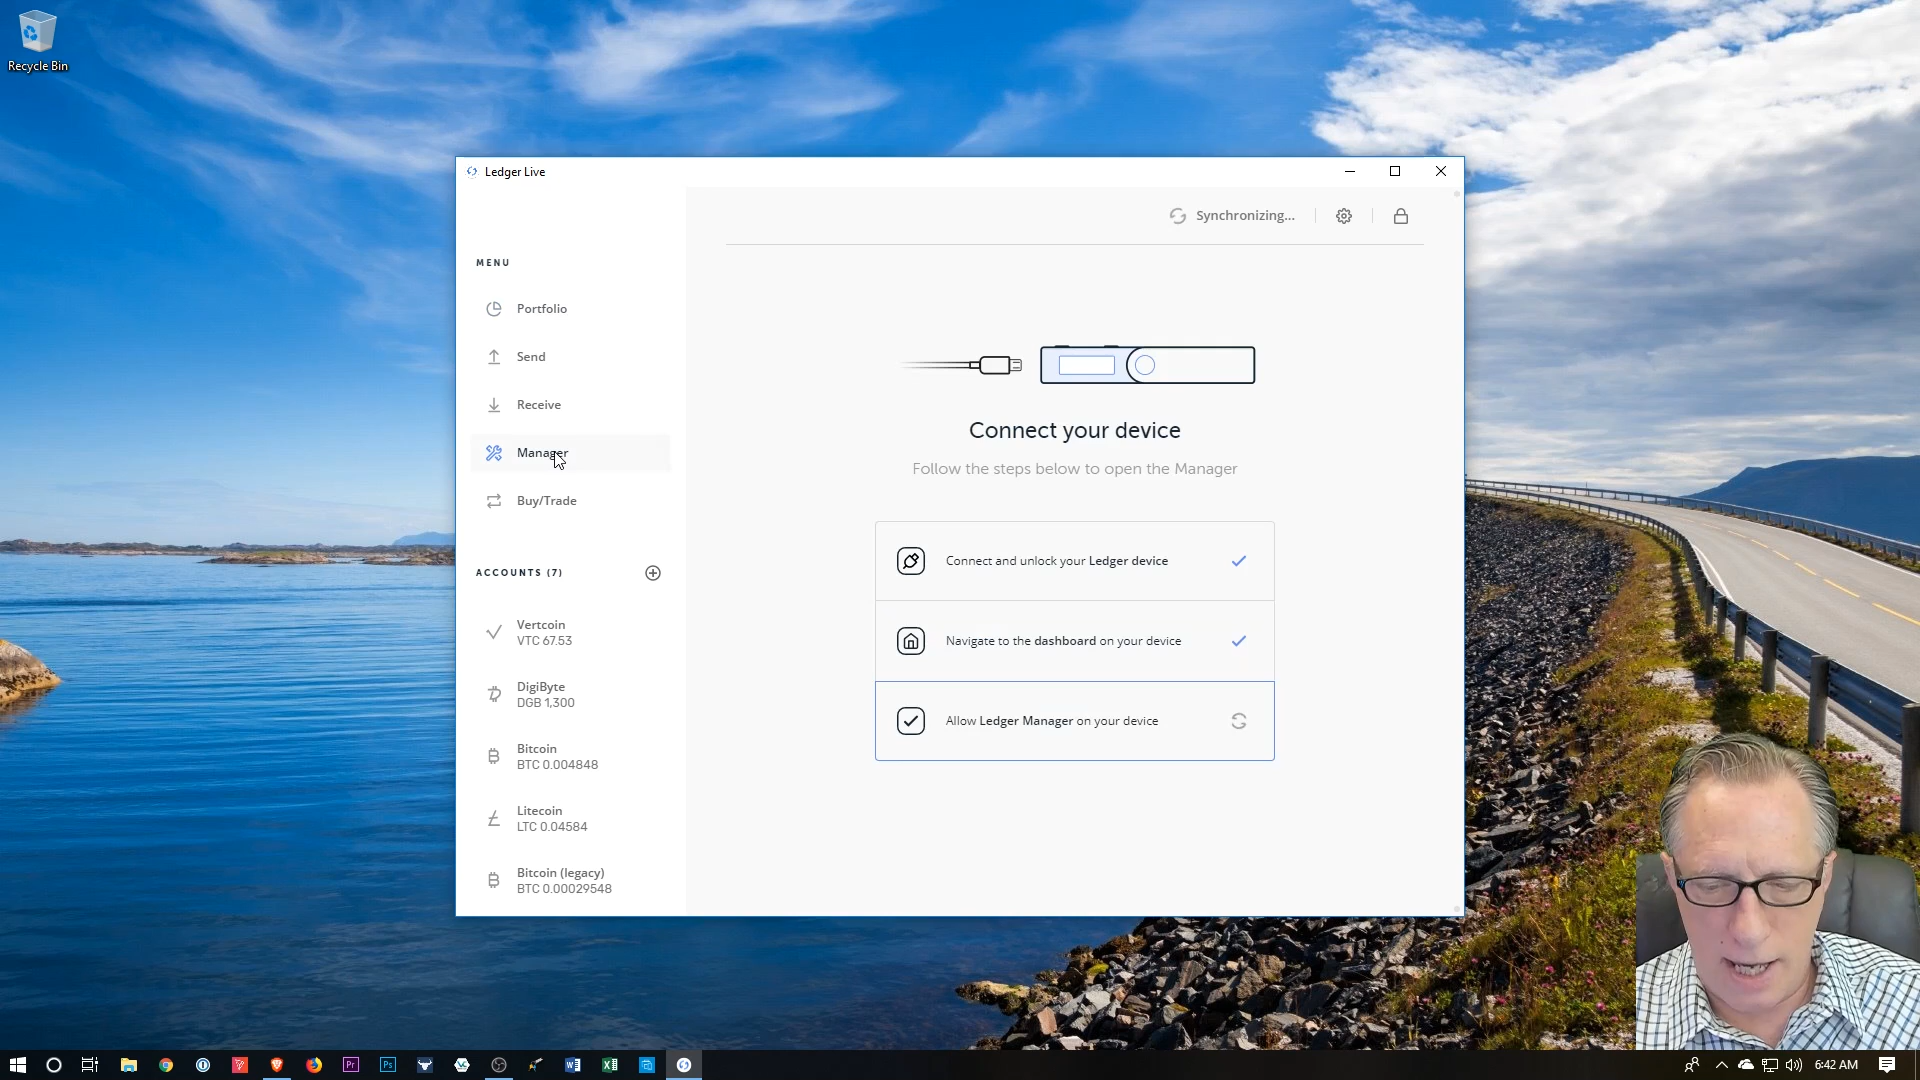 Recycle Bin
Ledger Live
Synchronizing...
MENU
Portfolio
Send
Receive
Manager
Buy/Trade
ACCOUNTS (7)
Vertcoin
VTC 67.53
DigiByte
DGB 1,300
Bitcoin
BTC 0.004848
Litecoin
LTC 0.04584
Bitcoin (legacy)
BTC 0.00029548
Connect your device
Follow the steps below to open the Manager
Connect and unlock your Ledger device
Navigate to the dashboard on your device
Allow Ledger Manager on your device
Pr
Ps
6:42 AM